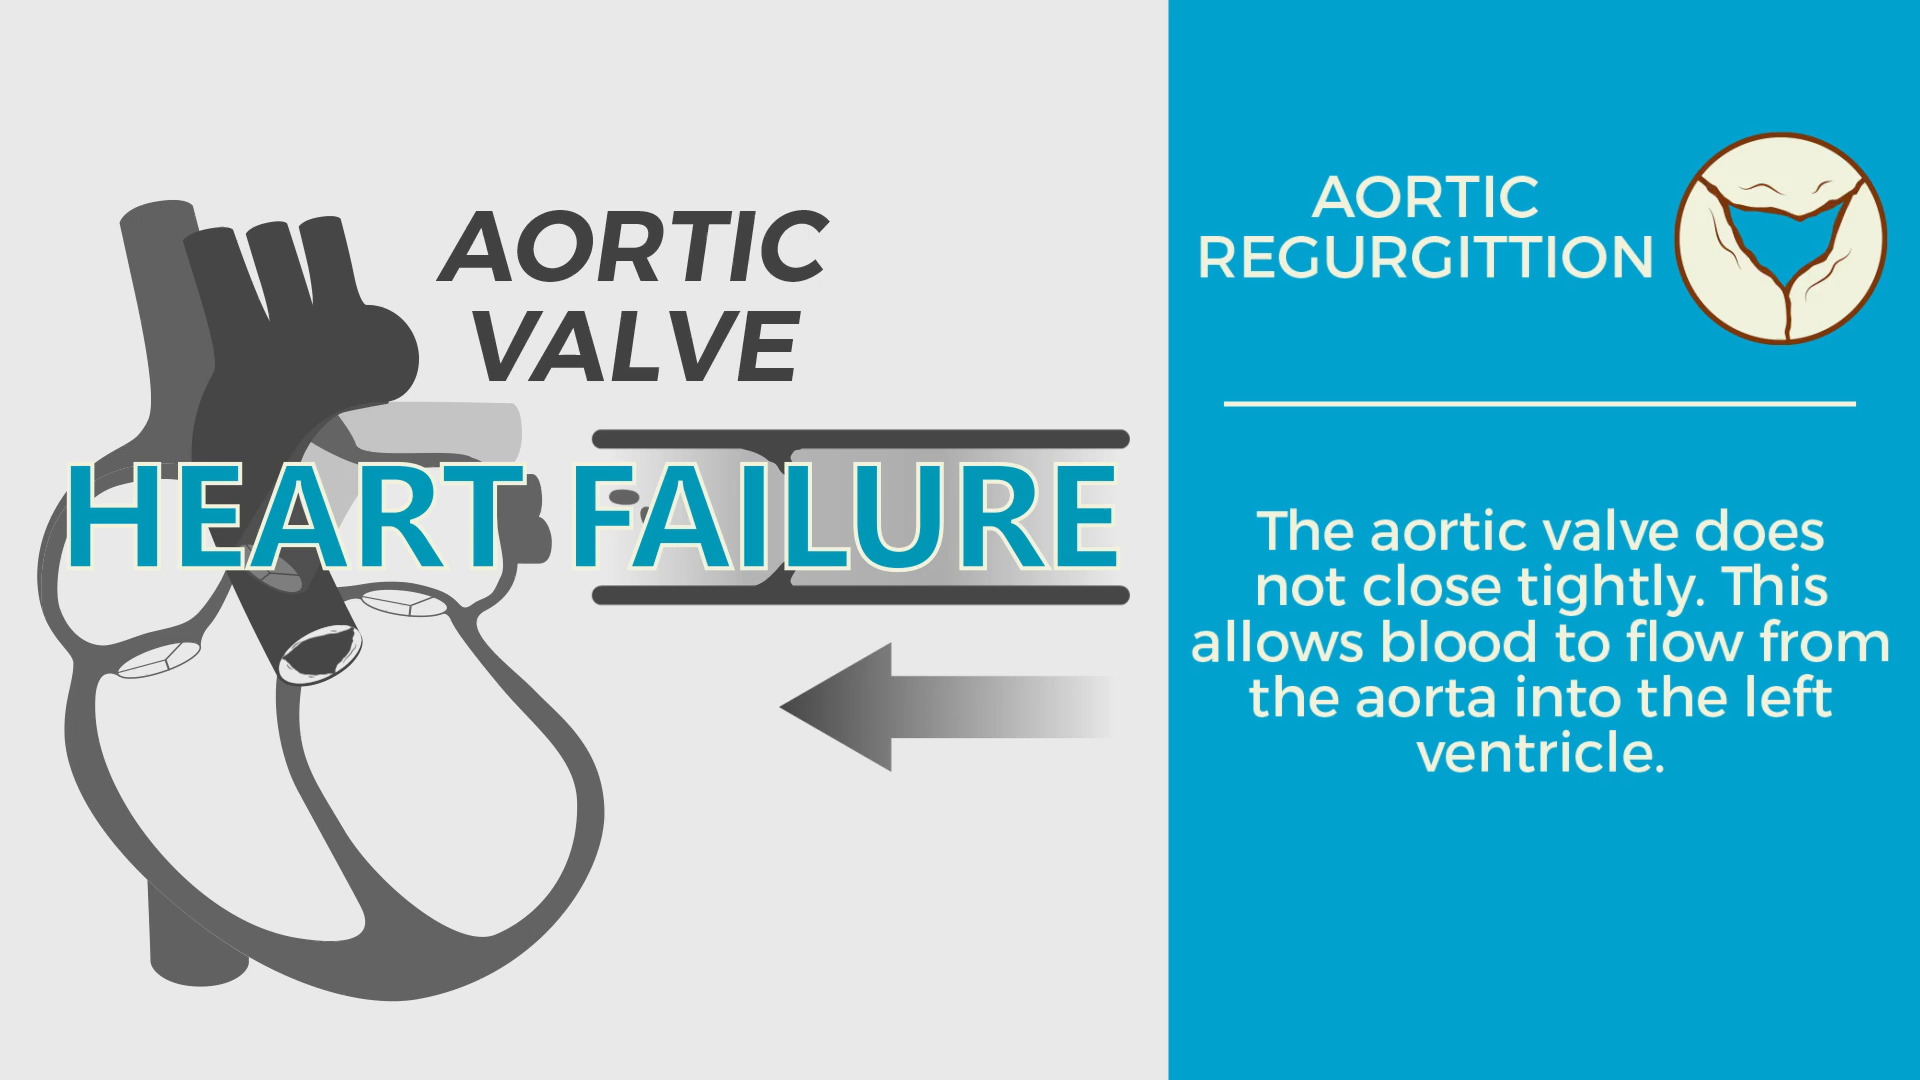 AORTIC
VALVE
HEART FAILURE
AORTIC
REGURGITTION
The aortic valve does
not close tightly. This
allows blood to flow from
the aorta into the left
ventricle.